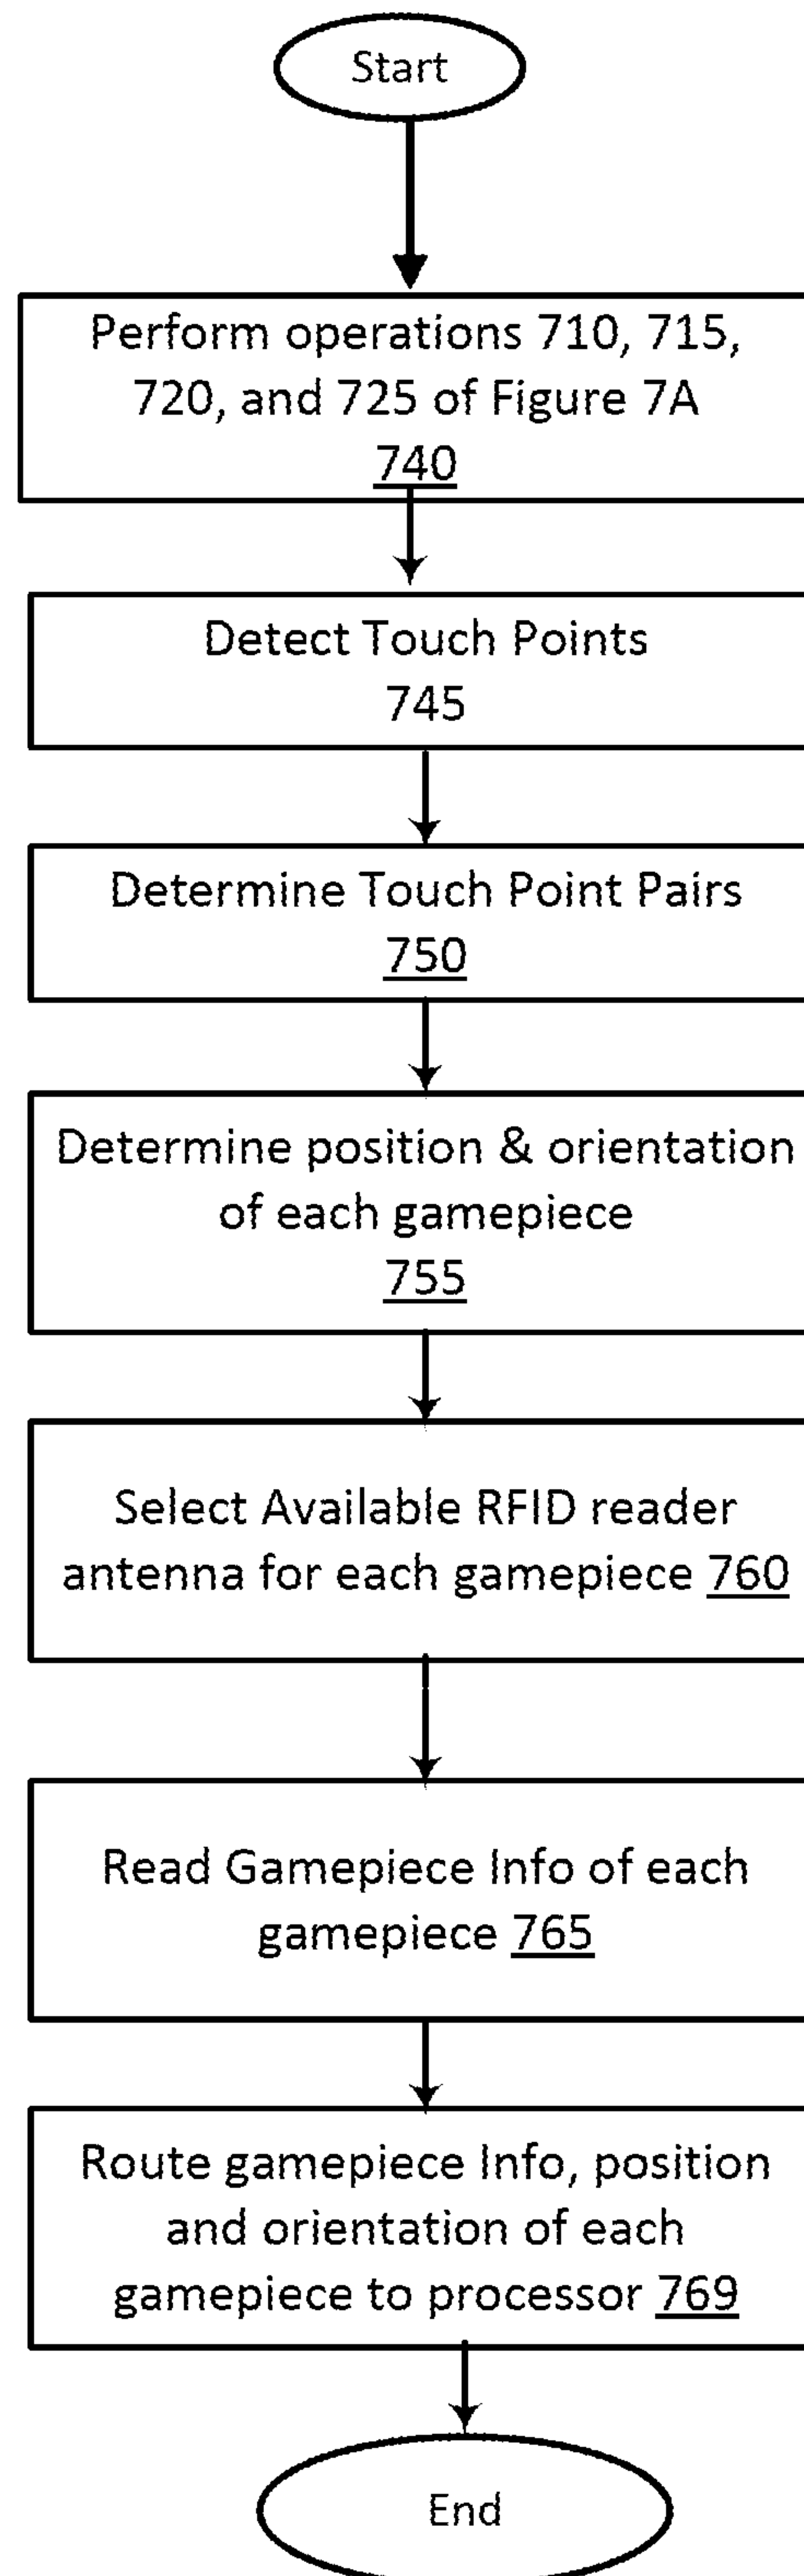 Start
Perform operations 710, 715,
720, and 725 of Figure 7A
740
Detect Touch Points
745
Determine Touch Point Pairs
750
Determine position & orientation
of each gamepiece
755
Select Available RFID reader
antenna for each gamepiece 760
Read Gamepiece Info of each
gamepiece 765
Route gamepiece Info, position
and orientation of each
gamepiece to processor 769
End